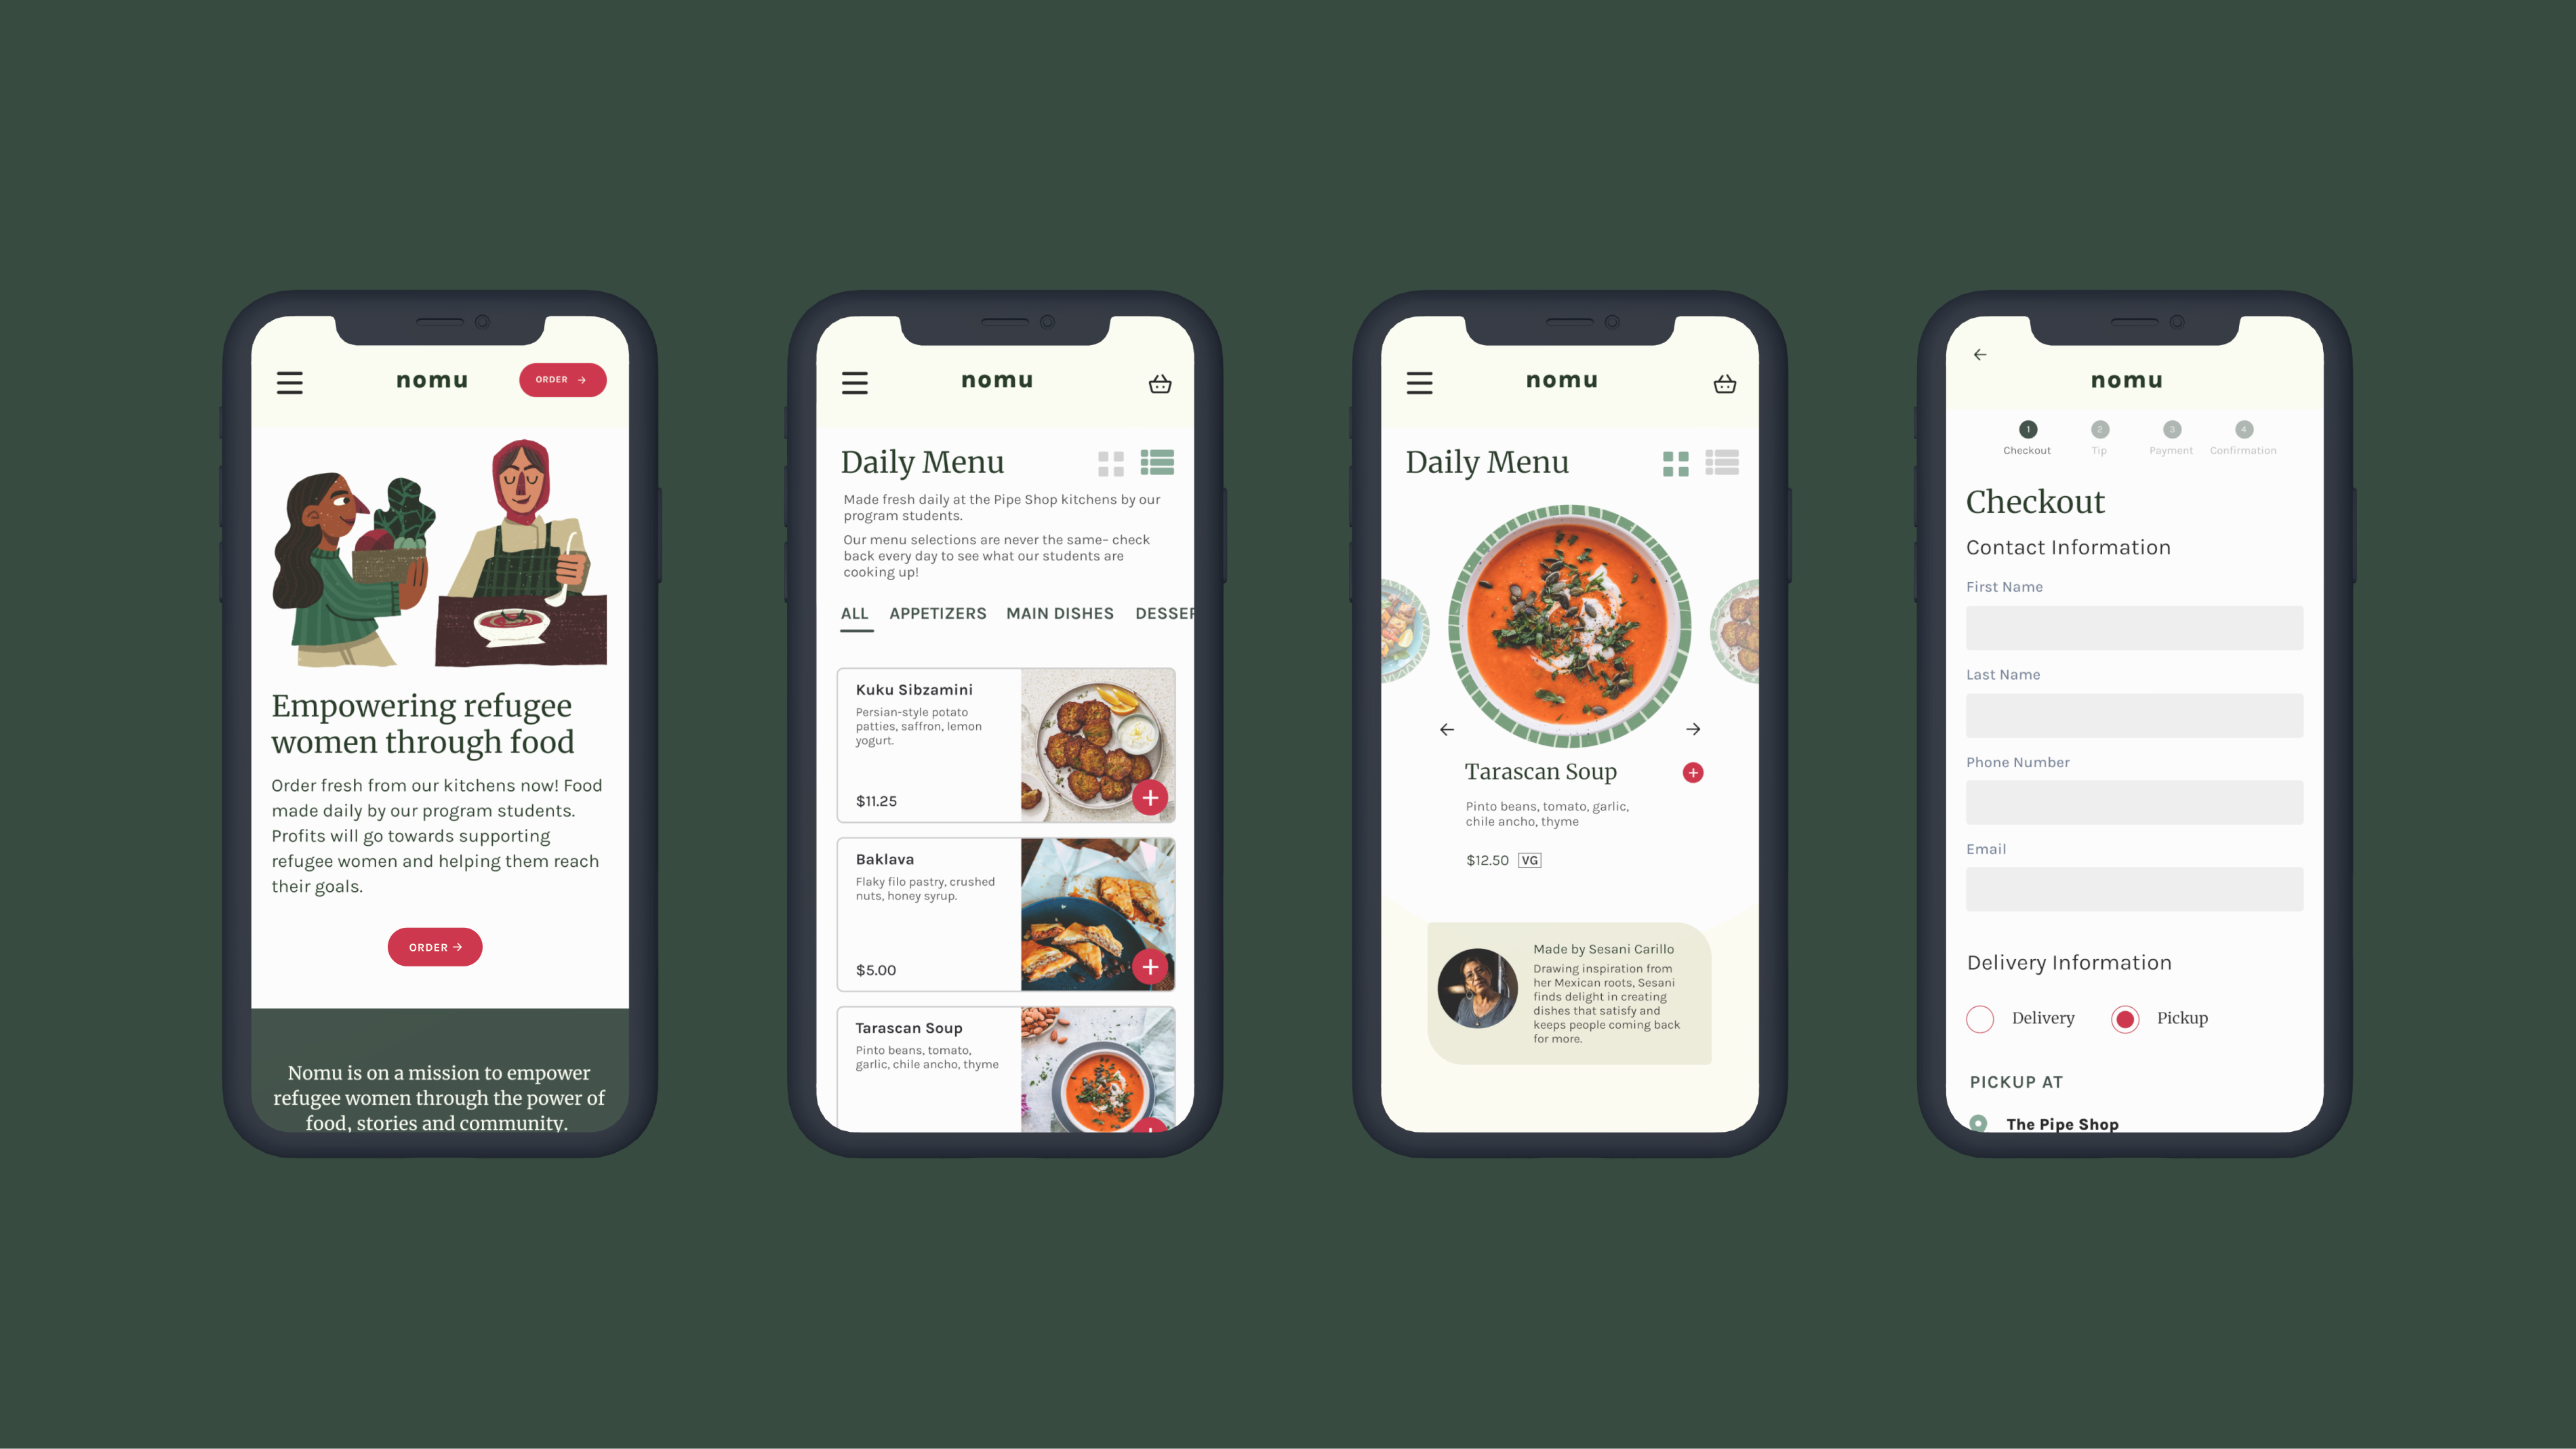 nomu
ORDER →
Empowering refugee
women through food
Order fresh from our kitchens now! Food
made daily by our program students.
Profits will go towards supporting
refugee women and helping them reach
their goals.
ORDER →
Nomu is on a mission to empower
refugee women through the power of
food, stories and community.
nomu
Daily Menu
Made fresh daily at the Pipe Shop kitchens by our
program students.
Our menu selections are never the same– check
back every day to see what our students are
cooking up!
ALL APPETIZERS MAIN DISHES DESSER
Kuku Sibzamini
Persian-style potato
patties, saffron, lemon
yogurt.
$11.25
Baklava
Flaky filo pastry, crushed
nuts, honey syrup.
$5.00
Tarascan Soup
Pinto beans, tomato,
garlic, chile ancho, thyme
nomu
Daily Menu
Tarascan Soup
Pinto beans, tomato, garlic,
chile ancho, thyme
$12.50 VG
Made by Sesani Carillo
Drawing inspiration from
her Mexican roots, Sesani
finds delight in creating
dishes that satisfy and
keeps people coming back
for more.
nomu
1 2 3 4
Checkout Tip Payment Confirmation
Checkout
Contact Information
First Name
Last Name
Phone Number
Email
Delivery Information
Delivery Pickup
PICKUP AT
The Pipe Shop